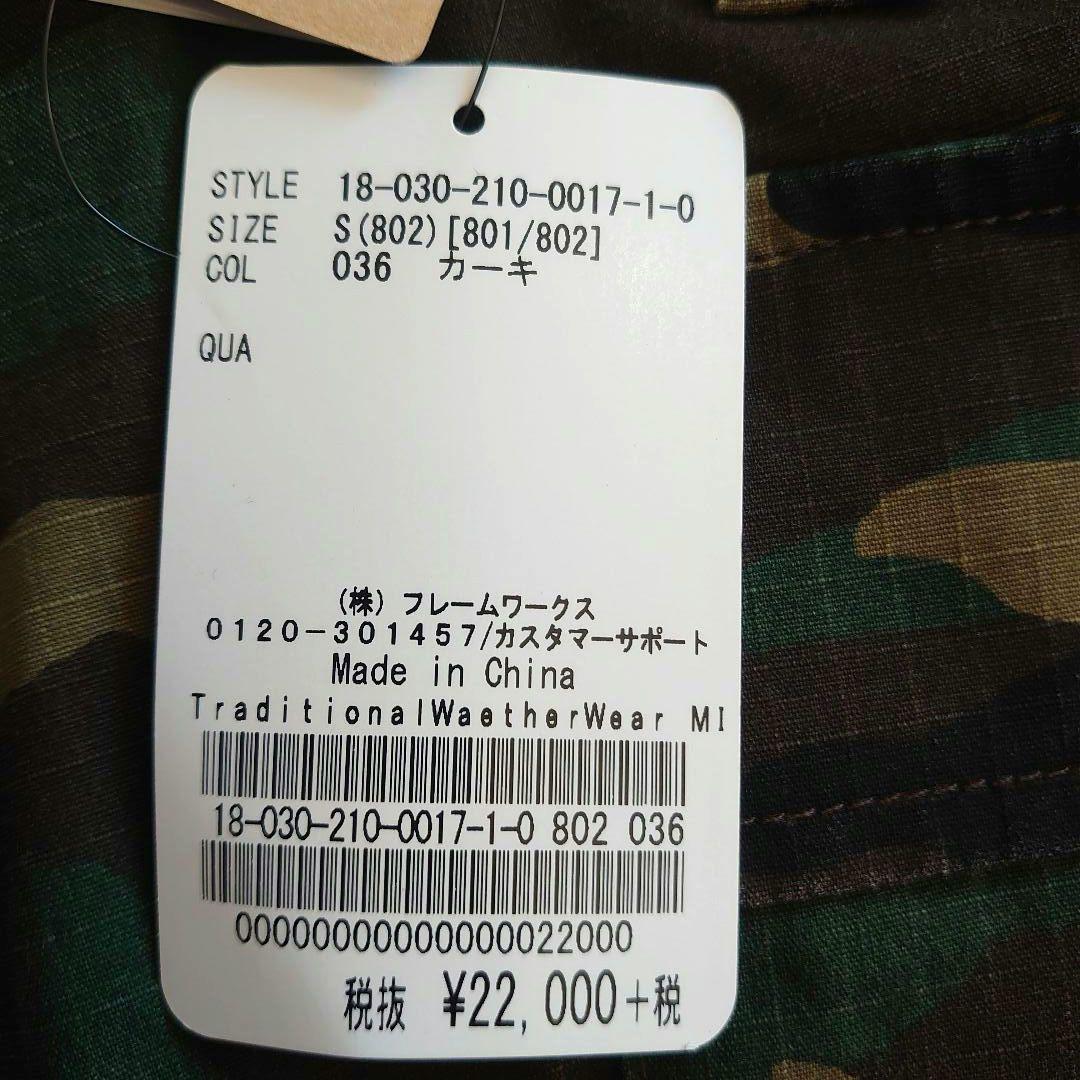 STYLE 18-030-210-0017-1-0
SIZE S(802)[801/802]
COL 036 カーキ
QUA
(株)フレームワークス
0120-301457/カスタマーサポート
Made in China
TraditionalWaetherWear MI
18-030-210-0017-1-0 802 036
00000000000000022000
税抜 ¥22,000+税